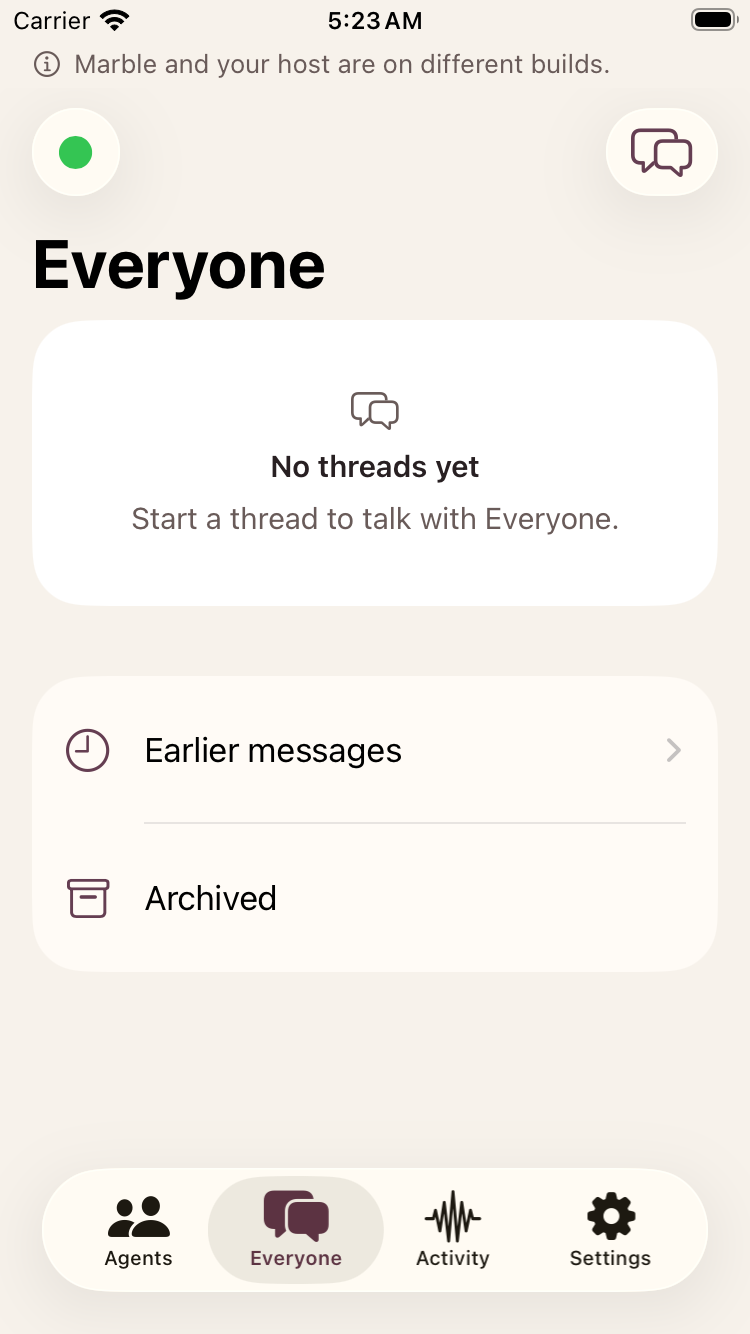 Carrier 5:23 AM
Marble and your host are on different builds.
Everyone
No threads yet
Start a thread to talk with Everyone.
Earlier messages
Archived
Agents Everyone Activity Settings